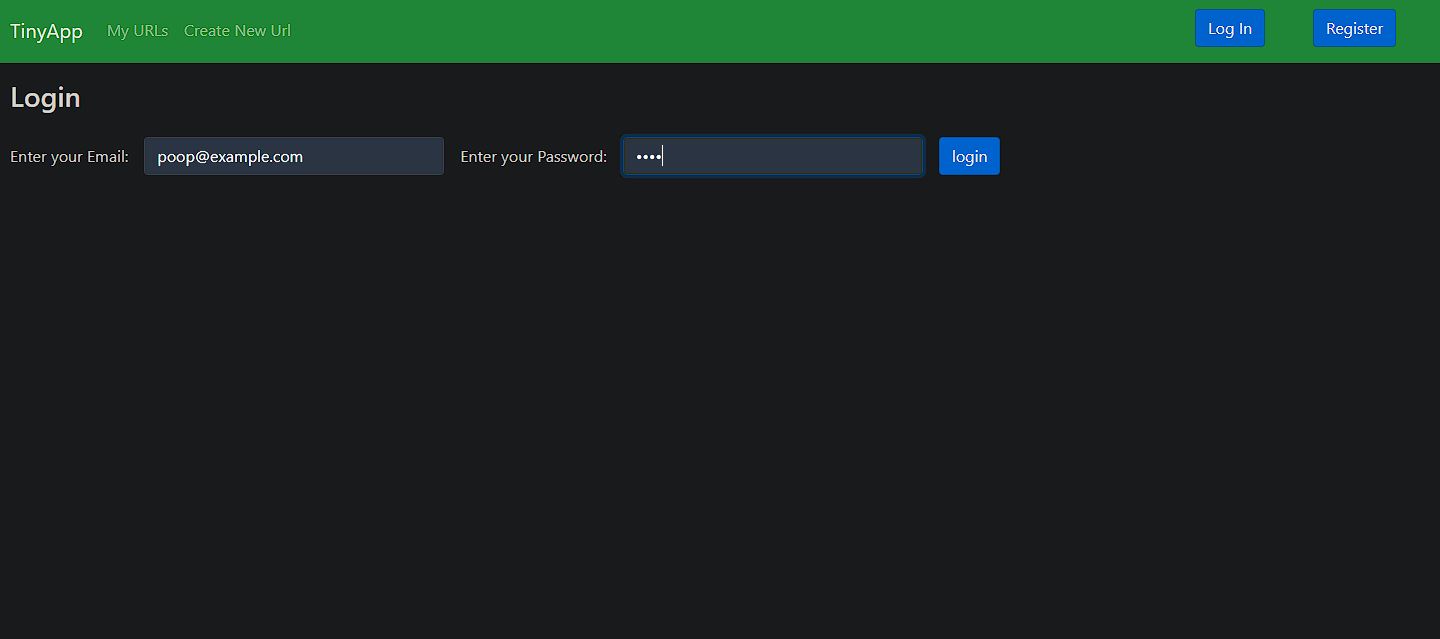 TinyApp My URLs Create New Url Log In Register
Login
Enter your Email: poop@example.com Enter your Password: •••• login